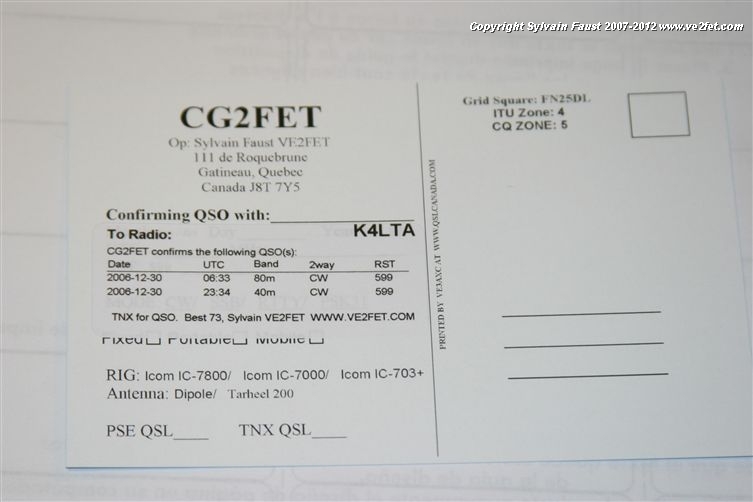 Copyright Sylvain Faust 2007-2012 www.ve2fet.com
CG2FET
Op: Sylvain Faust VE2FET
111 de Roquebrune
Gatineau, Quebec
Canada J8T 7Y5
Confirming QSO with:
To Radio: K4LTA
CG2FET confirms the following QSO(s):
Date UTC Band 2way RST
2006-12-30 06:33 80m CW 599
2006-12-30 23:34 40m CW 599
TNX for QSO. Best 73, Sylvain VE2FET WWW.VE2FET.COM
Fixed Portable Mobile
RIG: Icom IC-7800/ Icom IC-7000/ Icom IC-703+
Antenna: Dipole/ Tarheel 200
PSE QSL____ TNX QSL____
PRINTED BY VE3AXC AT WWW.QSLCANADA.COM
Grid Square: FN25DL
ITU Zone: 4
CQ ZONE: 5